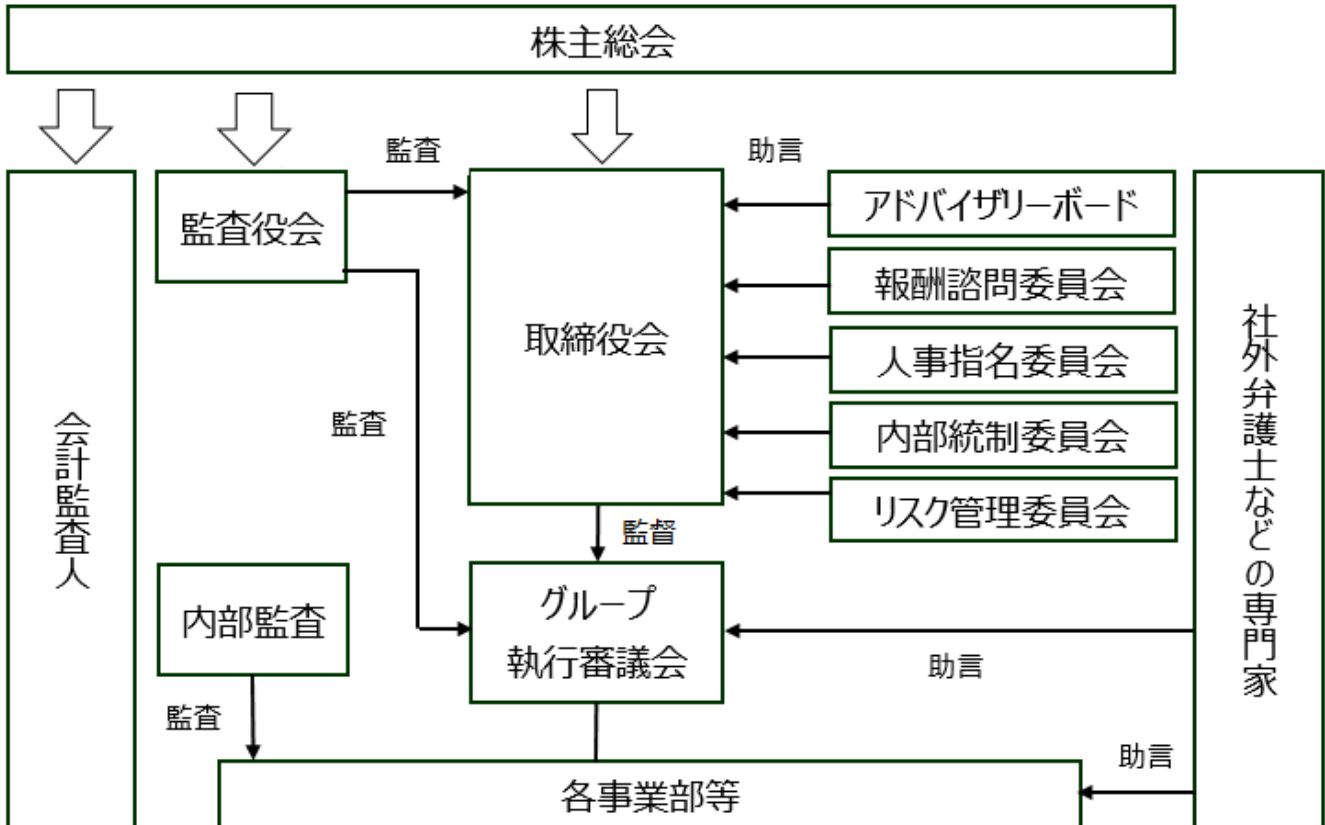 株主総会
監査
助言
監査役会
取締役会
アドバイザリーボード
報酬諮問委員会
人事指名委員会
内部統制委員会
リスク管理委員会
社外弁護士などの専門家
会計監査人
監査
監督
内部監査
グループ
執行審議会
助言
監査
助言
各事業部等